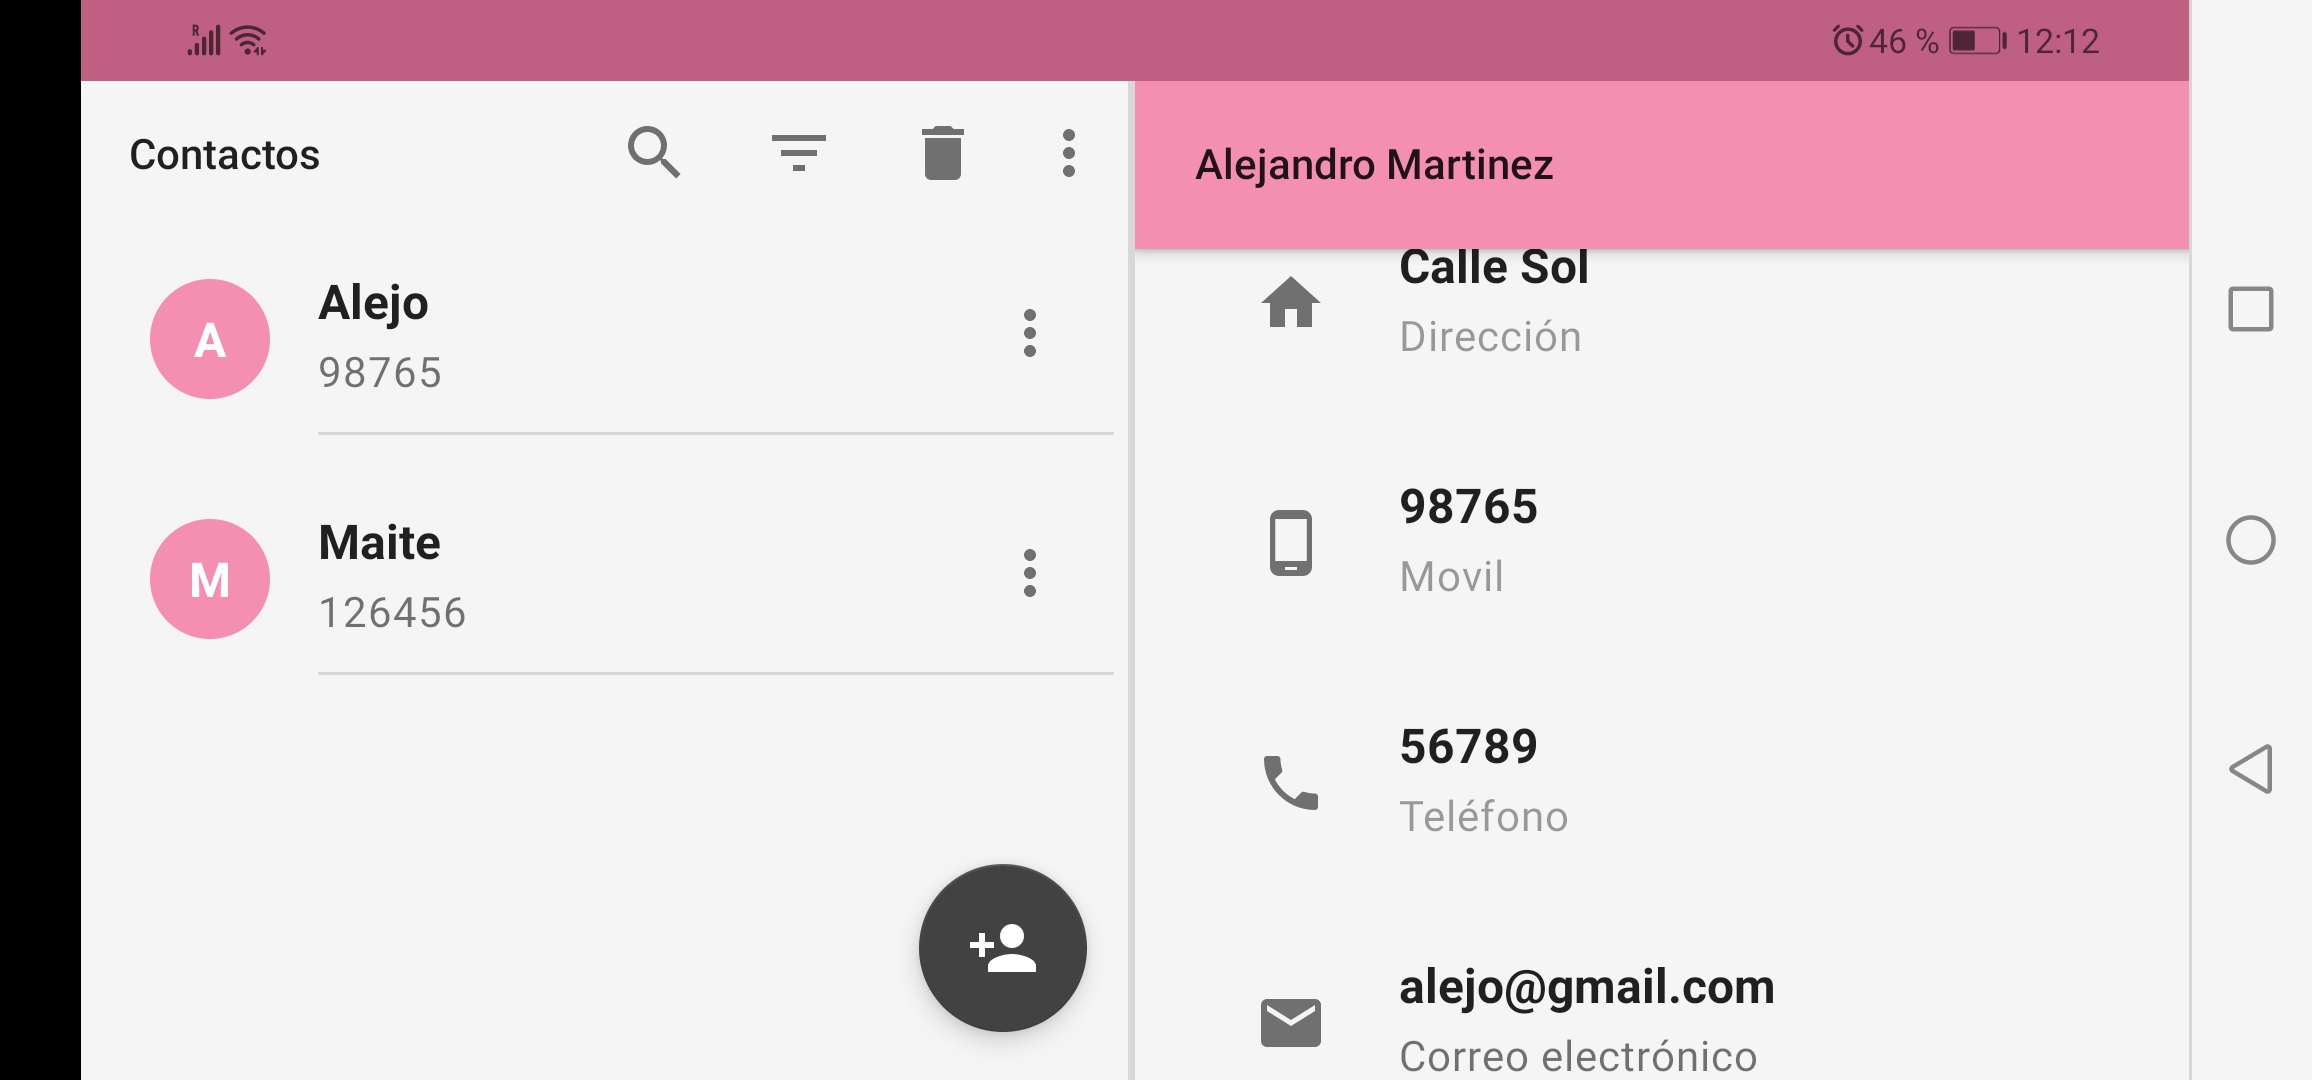 R
46 % 12:12
Contactos
A
Alejo
98765
M
Maite
126456
Alejandro Martinez
Calle Sol
Dirección
98765
Movil
56789
Teléfono
alejo@gmail.com
Correo electrónico